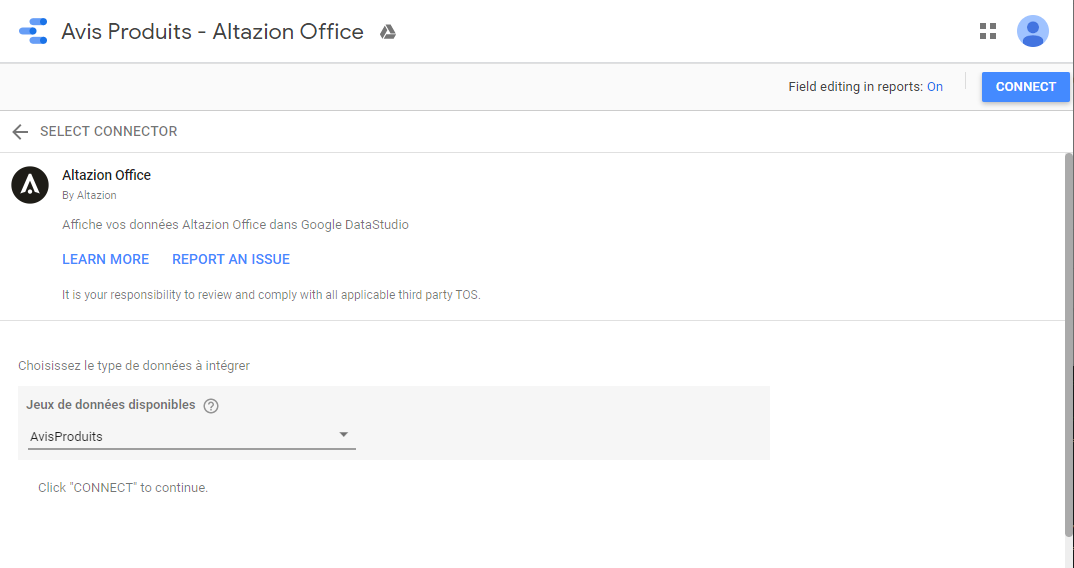 Avis Produits - Altazion Office
Field editing in reports: On
CONNECT
SELECT CONNECTOR
Altazion Office
By Altazion
Affiche vos données Altazion Office dans Google DataStudio
LEARN MORE REPORT AN ISSUE
It is your responsibility to review and comply with all applicable third party TOS.
Choisissez le type de données à intégrer
Jeux de données disponibles ?
AvisProduits
Click "CONNECT" to continue.